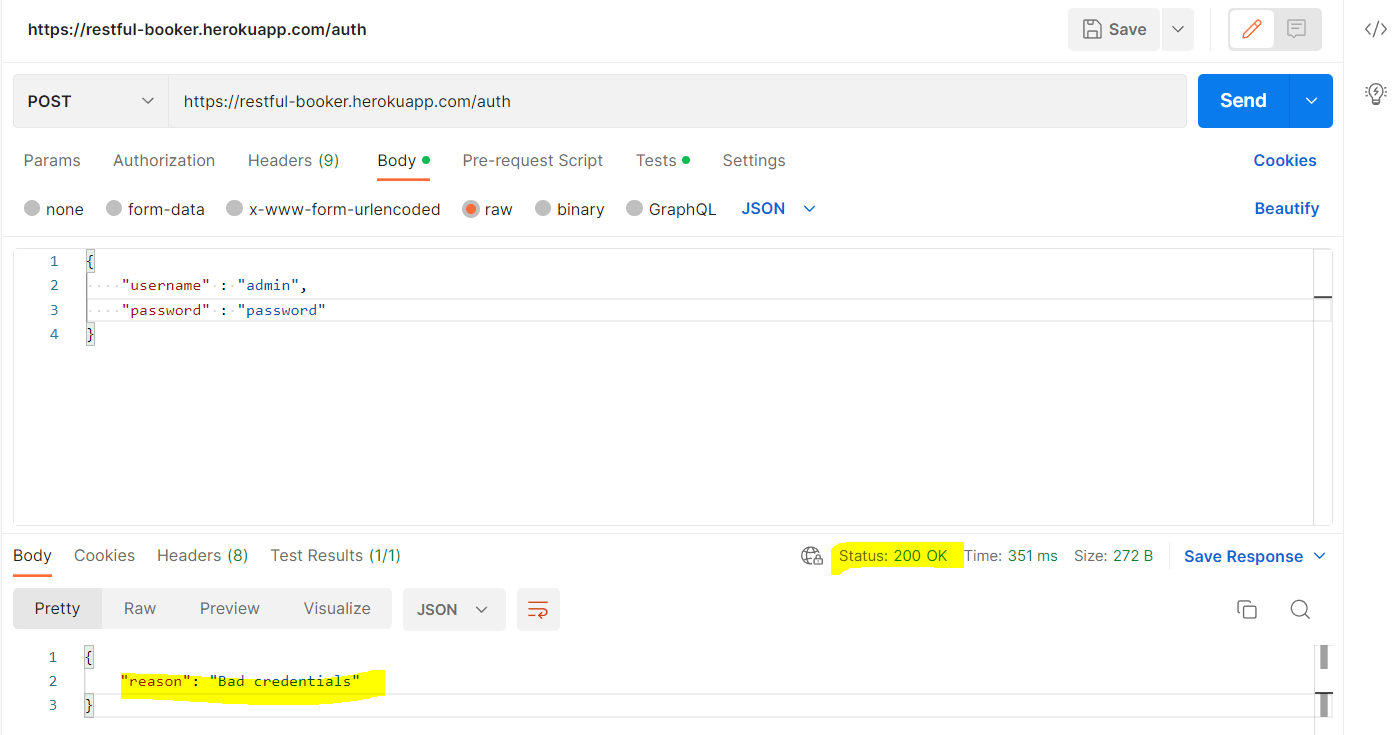 https://restful-booker.herokuapp.com/auth Save
POST https://restful-booker.herokuapp.com/auth Send
Params Authorization Headers (9) Body Pre-request Script Tests Settings Cookies
none form-data x-www-form-urlencoded raw binary GraphQL JSON Beautify
1 {
2 ····"username"·:·"admin",
3 ····"password"·:·"password"
4 }
Body Cookies Headers (8) Test Results (1/1) Status: 200 OK Time: 351 ms Size: 272 B Save Response
Pretty Raw Preview Visualize JSON
1 {
2 "reason": "Bad credentials"
3 }